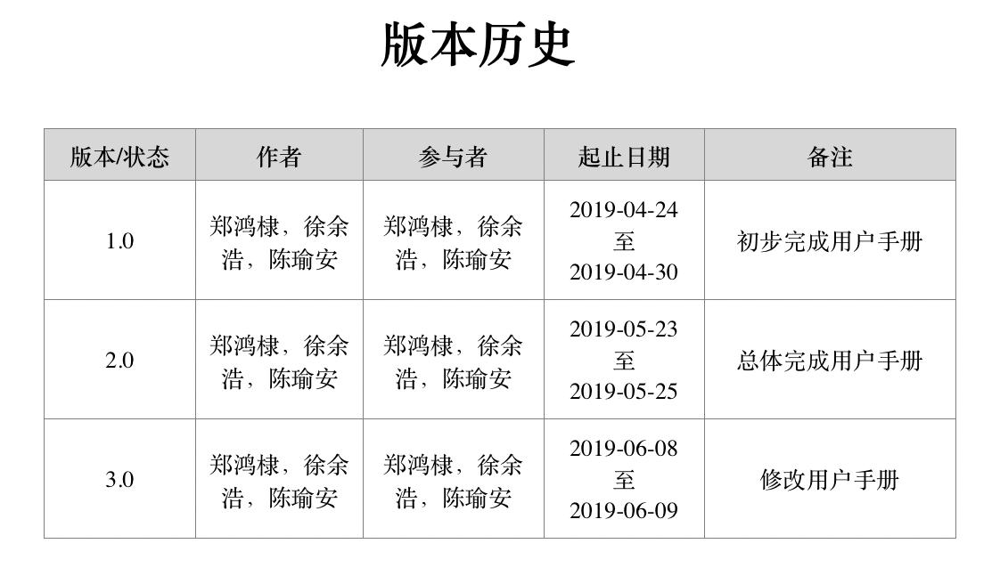 版本历史
版本/状态 作者 参与者 起止日期 备注
1.0 郑鸿棣，徐余浩，陈瑜安 郑鸿棣，徐余浩，陈瑜安 2019-04-24 至 2019-04-30 初步完成用户手册
2.0 郑鸿棣，徐余浩，陈瑜安 郑鸿棣，徐余浩，陈瑜安 2019-05-23 至 2019-05-25 总体完成用户手册
3.0 郑鸿棣，徐余浩，陈瑜安 郑鸿棣，徐余浩，陈瑜安 2019-06-08 至 2019-06-09 修改用户手册